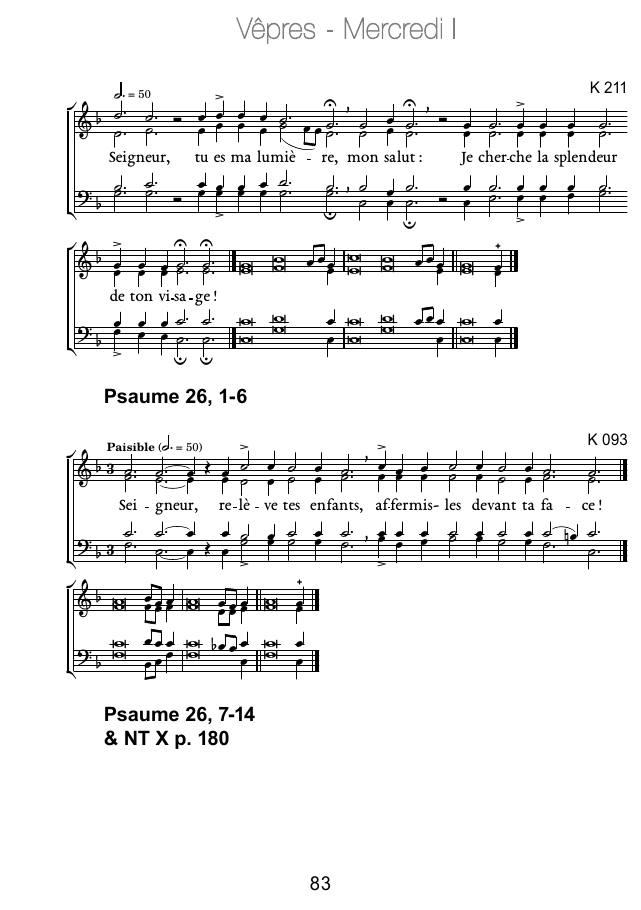 Vêpres - Mercredi I
K 211
𝅗𝅥. = 50
Seigneur, tu es ma lumiè - re, mon salut : Je cher-che la splendeur
de ton vi-sa-ge !
Psaume 26, 1-6
K 093
Paisible (𝅗𝅥. = 50)
Sei - gneur, re-lè-ve tes enfants, af-fermis-les devant ta fa - ce !
Psaume 26, 7-14
& NT X p. 180
83